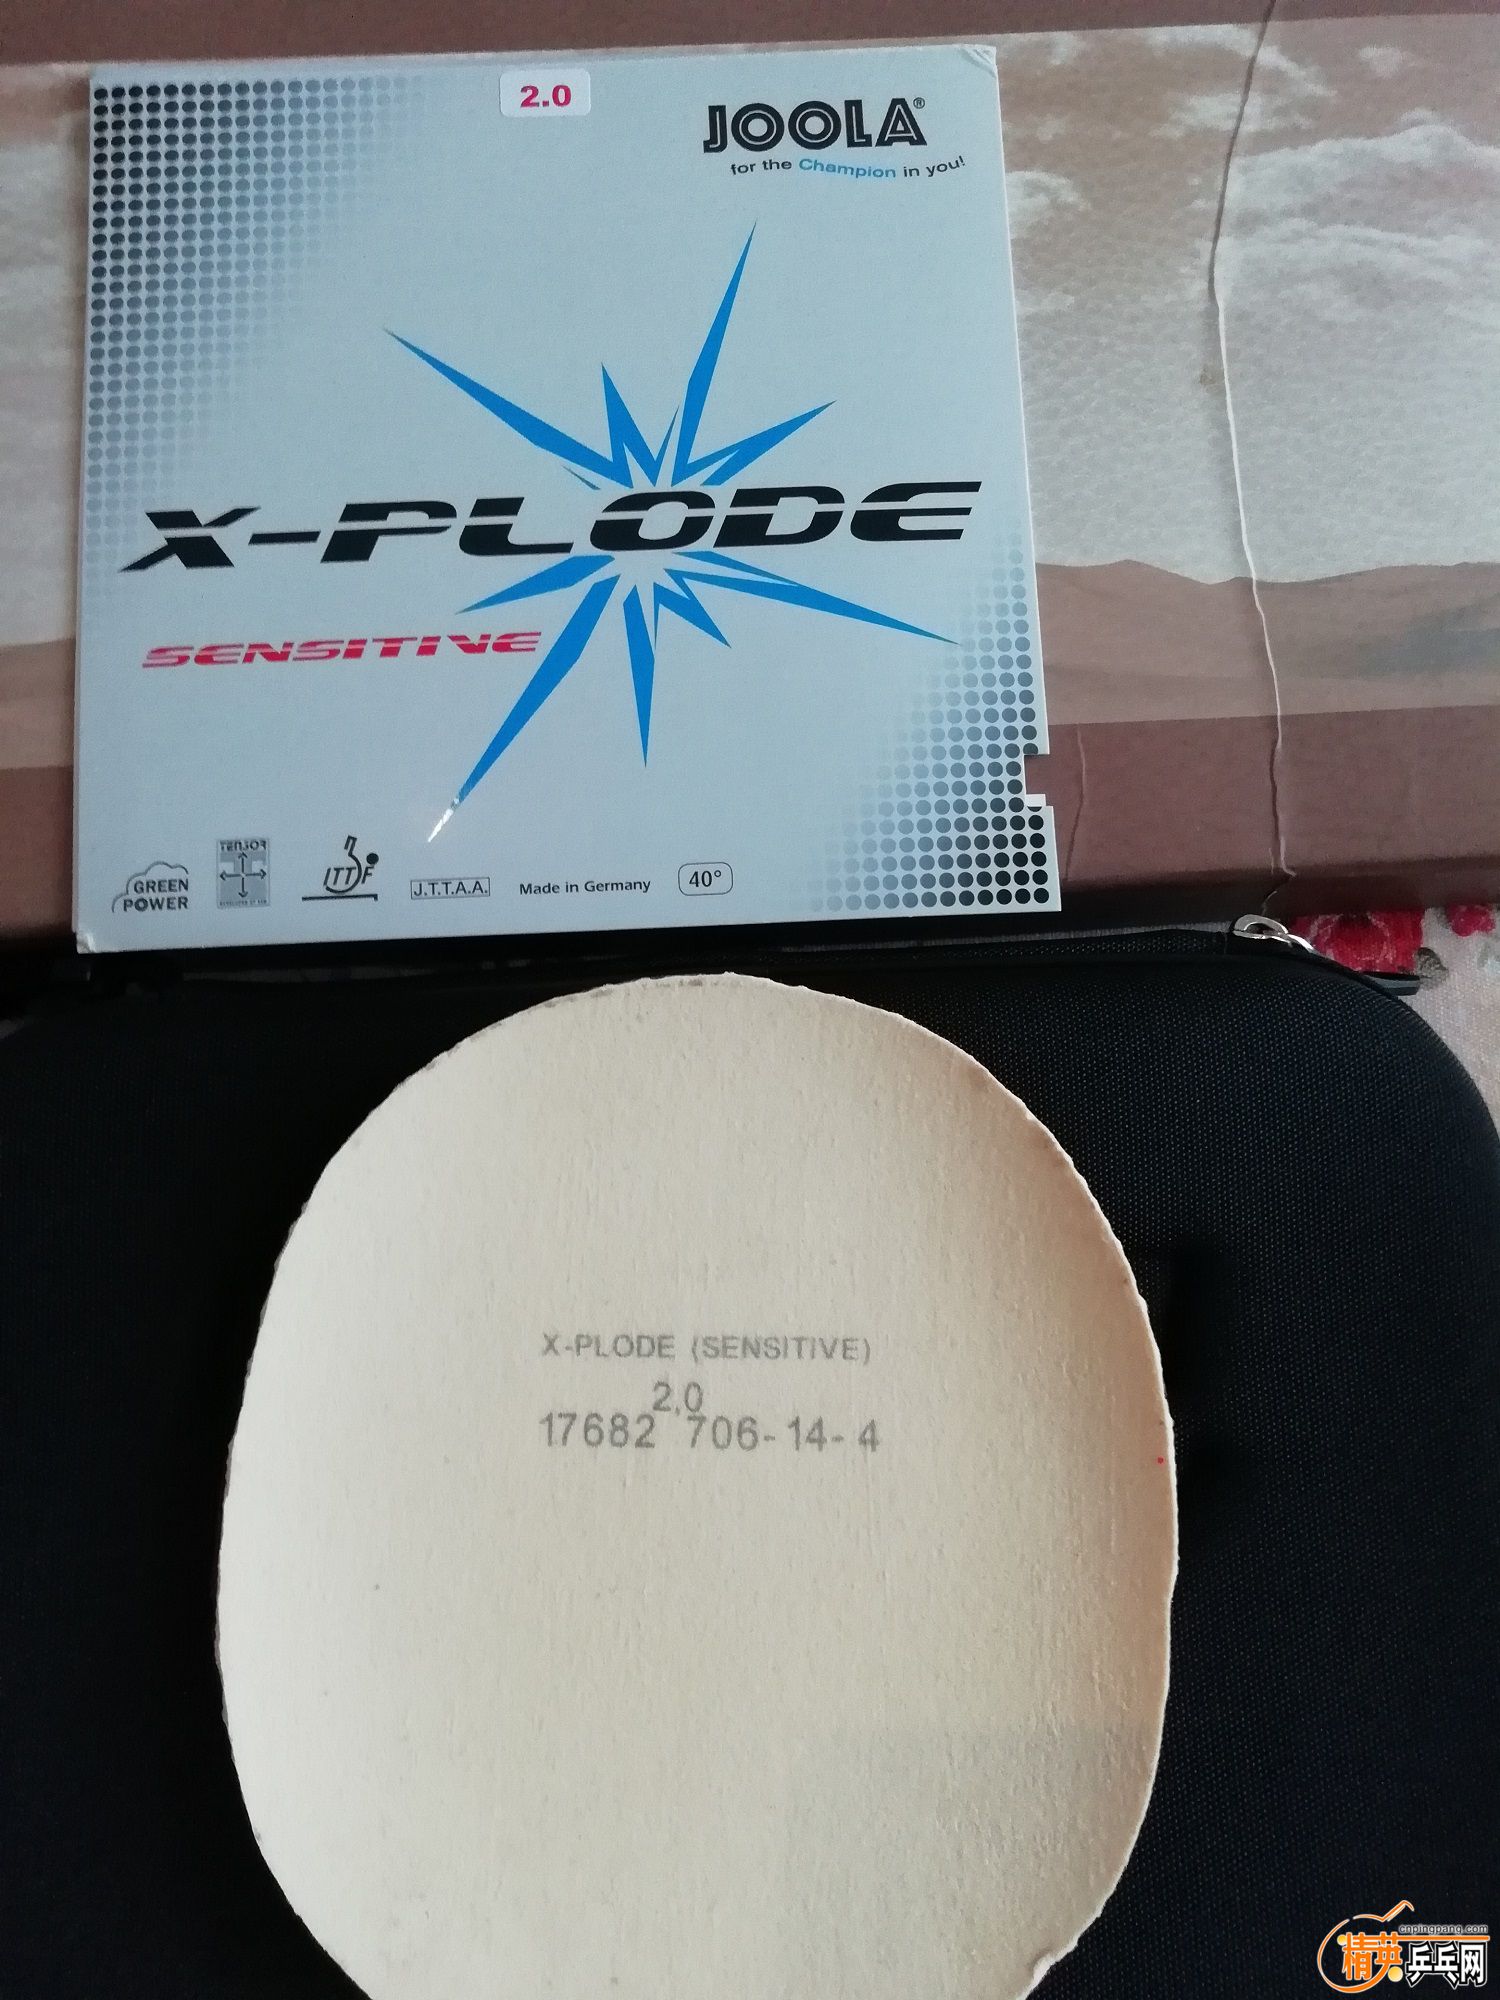 2.0
JOOLA®
for the Champion in you!
X-PLODE
SENSITIVE
GREEN POWER
TENSOR
ITTF
J.T.T.A.A.
Made in Germany
40°
X-PLODE (SENSITIVE)
2,0
17682 706-14-4
cnpingpang.com
精英乒乓网